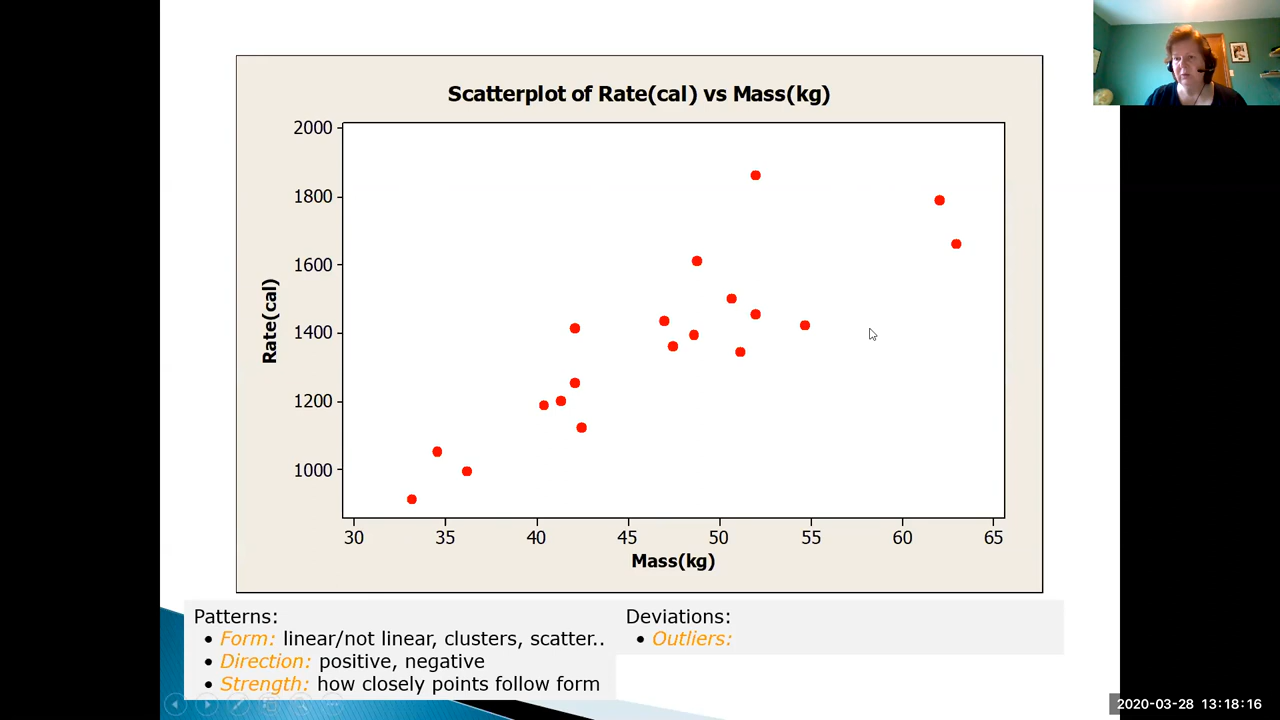 Scatterplot of Rate(cal) vs Mass(kg)
2000
1800
1600
1400
1200
1000
Rate(cal)
30 35 40 45 50 55 60 65
Mass(kg)
Patterns:
• Form: linear/not linear, clusters, scatter..
• Direction: positive, negative
• Strength: how closely points follow form
Deviations:
• Outliers:
2020-03-28 13:18:16